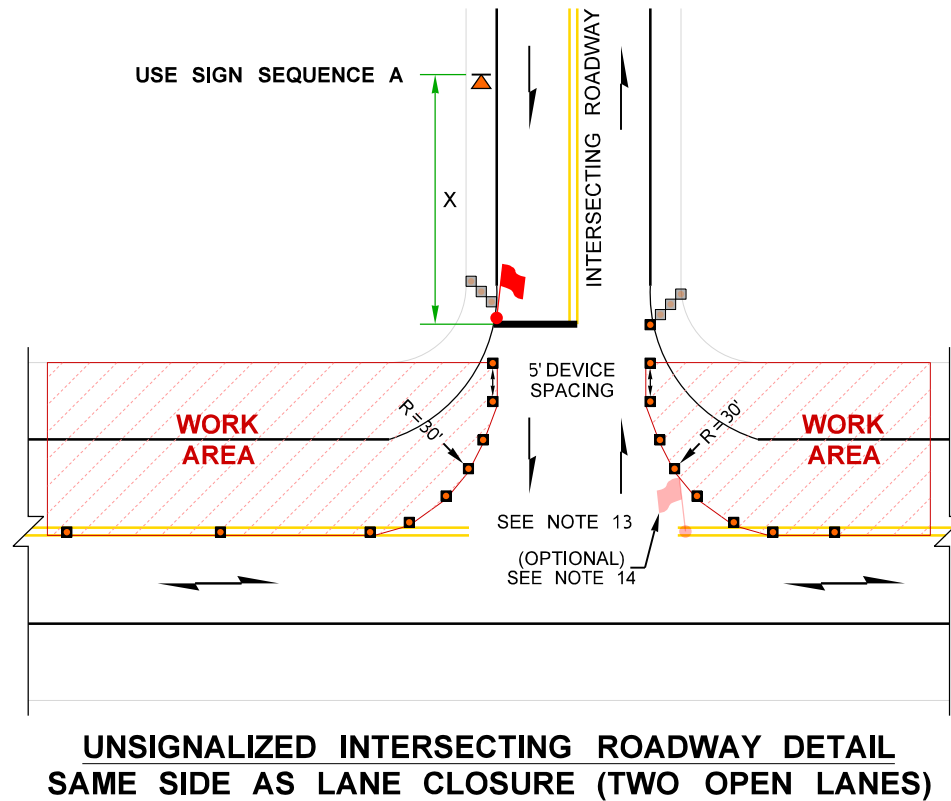 USE SIGN SEQUENCE A
X
INTERSECTING ROADWAY
5' DEVICE
SPACING
WORK
AREA
R = 30'
R = 30'
WORK
AREA
SEE NOTE 13
(OPTIONAL)
SEE NOTE 14
UNSIGNALIZED INTERSECTING ROADWAY DETAIL
SAME SIDE AS LANE CLOSURE (TWO OPEN LANES)